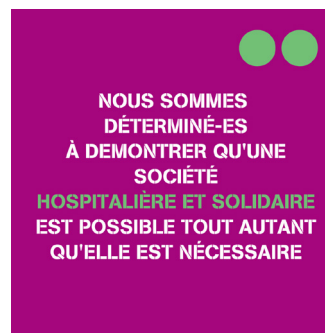 NOUS SOMMES
DÉTERMINÉ-ES
À DEMONTRER QU'UNE
SOCIÉTÉ
HOSPITALIÈRE ET SOLIDAIRE
EST POSSIBLE TOUT AUTANT
QU'ELLE EST NÉCESSAIRE